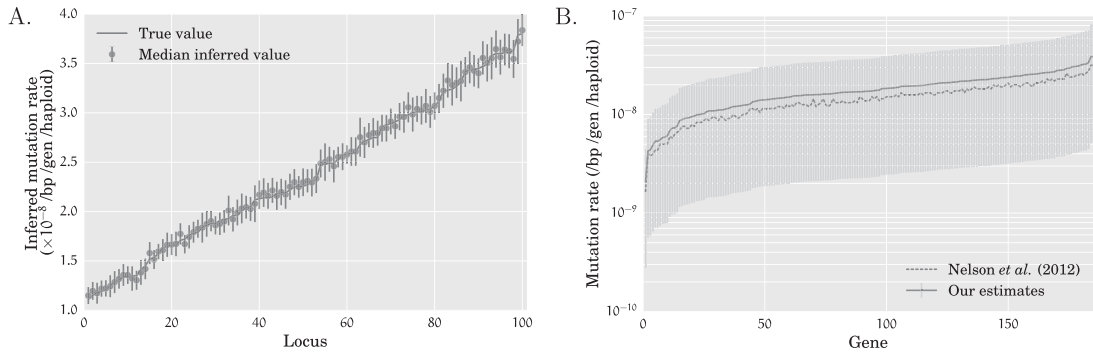 A.
Inferred mutation rate
(×10⁻⁸ /bp /gen /haploid)
4.0
3.5
3.0
2.5
2.0
1.5
1.0
True value
Median inferred value
0 20 40 60 80 100
Locus
B.
Mutation rate (/bp /gen /haploid)
10⁻⁷
10⁻⁸
10⁻⁹
10⁻¹⁰
Nelson et al. (2012)
Our estimates
0 50 100 150
Gene